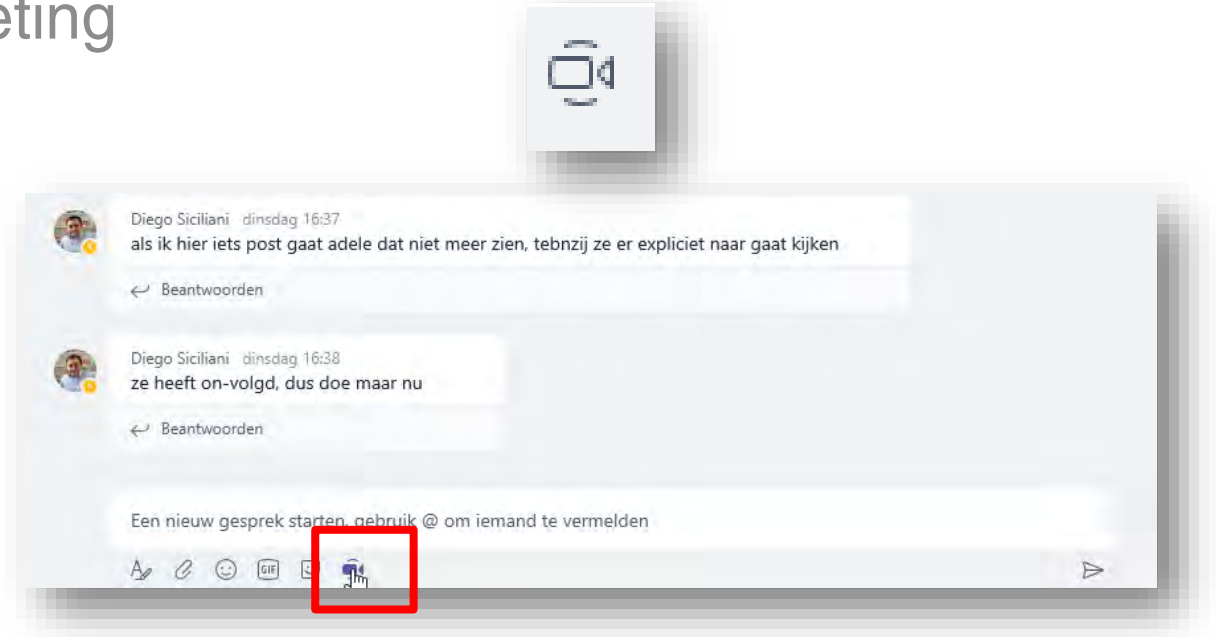 eting
Diego Siciliani dinsdag 16:37
als ik hier iets post gaat adele dat niet meer zien, tebnzij ze er expliciet naar gaat kijken
Beantwoorden
Diego Siciliani dinsdag 16:38
ze heeft on-volgd, dus doe maar nu
Beantwoorden
Een nieuw gesprek starten, gebruik @ om iemand te vermelden
GIF